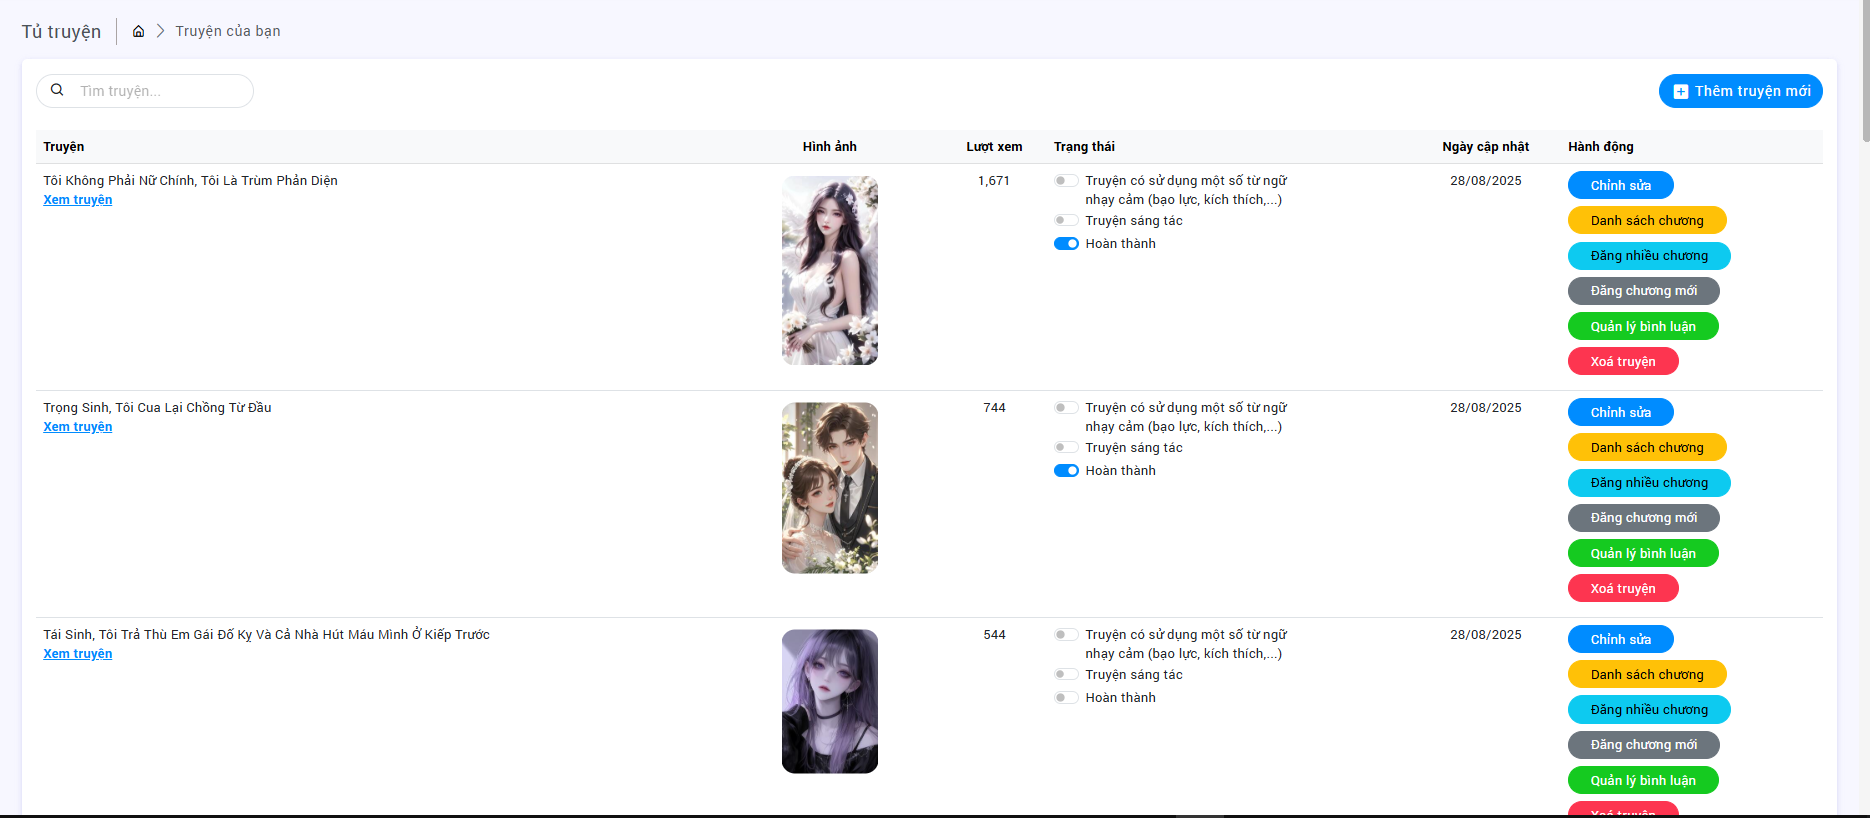 Tủ truyện
Truyện của bạn
Tìm truyện...
Thêm truyện mới
Truyện Hình ảnh Lượt xem Trạng thái Ngày cập nhật Hành động
Tôi Không Phải Nữ Chính, Tôi Là Trùm Phản Diện
Xem truyện
1,671
Truyện có sử dụng một số từ ngữ
nhạy cảm (bạo lực, kích thích,...)
Truyện sáng tác
Hoàn thành
28/08/2025
Chỉnh sửa
Danh sách chương
Đăng nhiều chương
Đăng chương mới
Quản lý bình luận
Xoá truyện
Trọng Sinh, Tôi Cua Lại Chồng Từ Đầu
Xem truyện
744
Truyện có sử dụng một số từ ngữ
nhạy cảm (bạo lực, kích thích,...)
Truyện sáng tác
Hoàn thành
28/08/2025
Chỉnh sửa
Danh sách chương
Đăng nhiều chương
Đăng chương mới
Quản lý bình luận
Xoá truyện
Tái Sinh, Tôi Trả Thù Em Gái Đố Kỵ Và Cả Nhà Hút Máu Mình Ở Kiếp Trước
Xem truyện
544
Truyện có sử dụng một số từ ngữ
nhạy cảm (bạo lực, kích thích,...)
Truyện sáng tác
Hoàn thành
28/08/2025
Chỉnh sửa
Danh sách chương
Đăng nhiều chương
Đăng chương mới
Quản lý bình luận
Xoá truyện